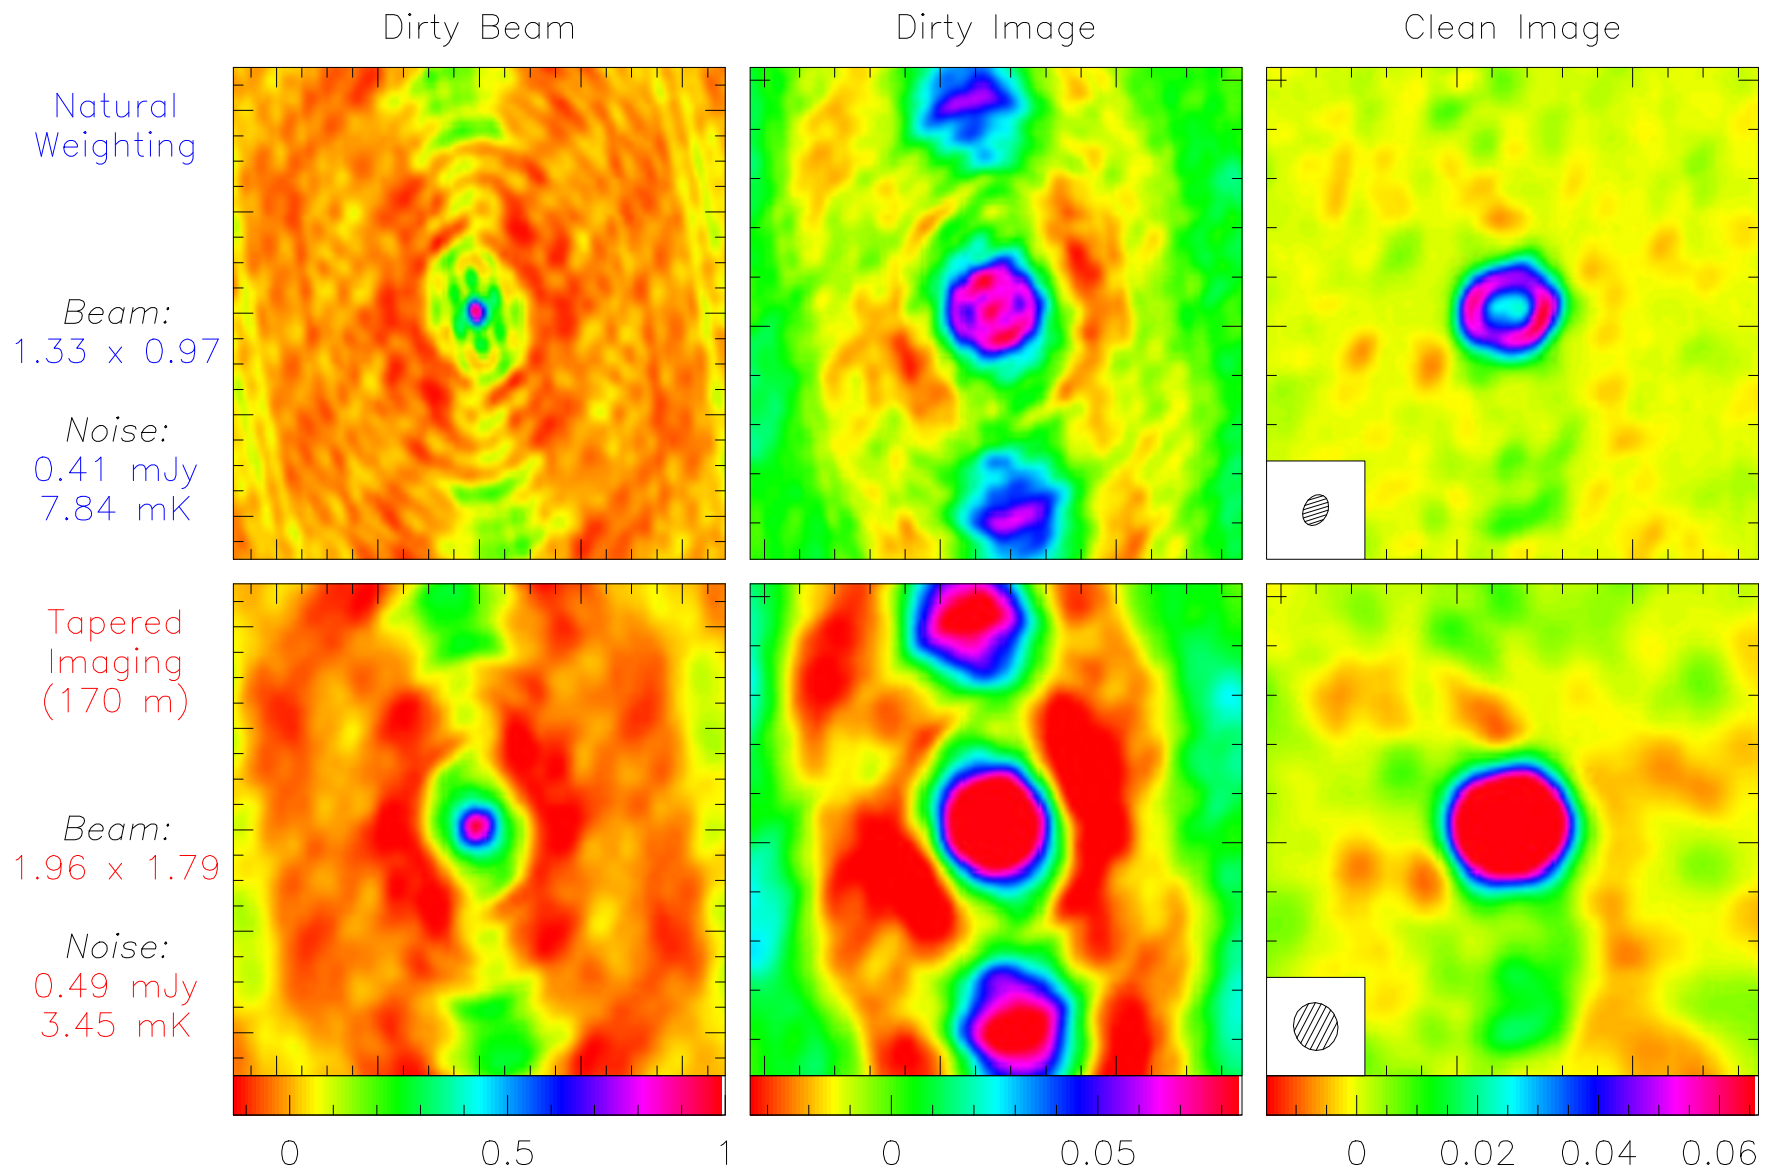 Dirty Beam
Dirty Image
Clean Image
Natural
Weighting
Beam:
1.33 x 0.97
Noise:
0.41 mJy
7.84 mK
Tapered
Imaging
(170 m)
Beam:
1.96 x 1.79
Noise:
0.49 mJy
3.45 mK
0 0.5 1
0 0.05
0 0.02 0.04 0.06